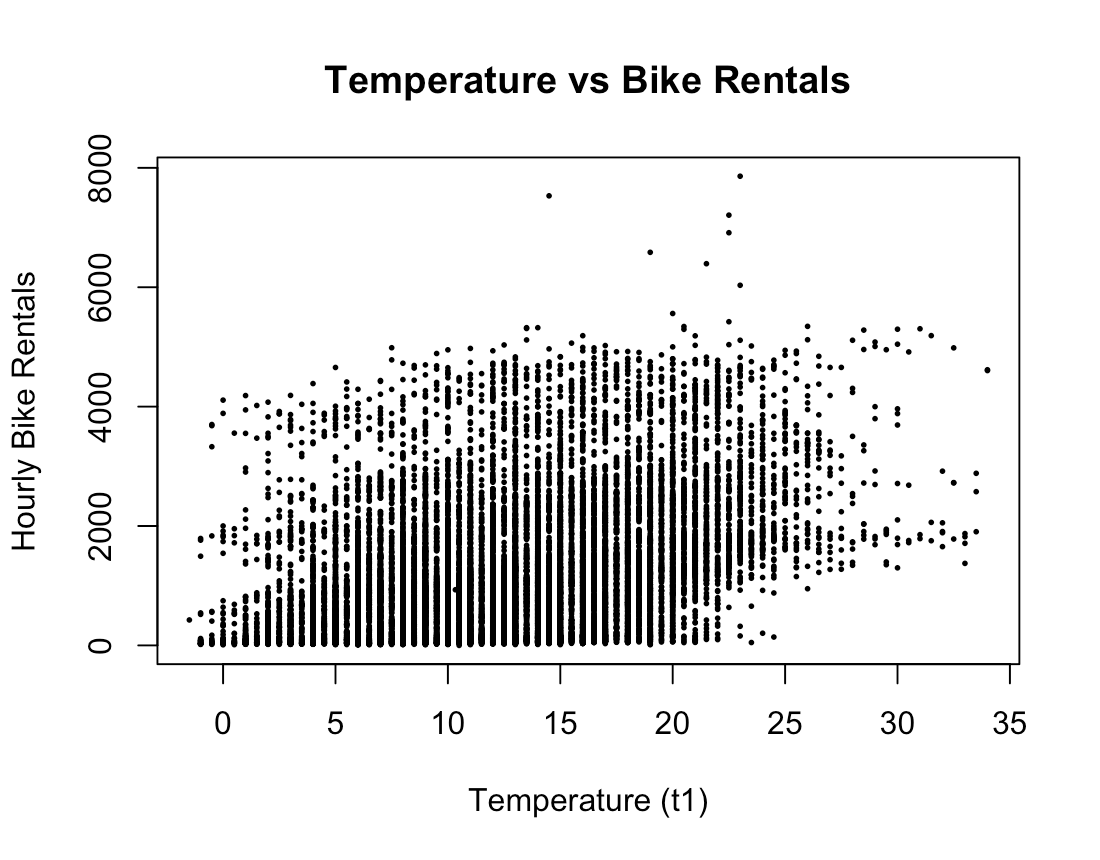 Temperature vs Bike Rentals
Hourly Bike Rentals
8000
6000
4000
2000
0
0 5 10 15 20 25 30 35
Temperature (t1)